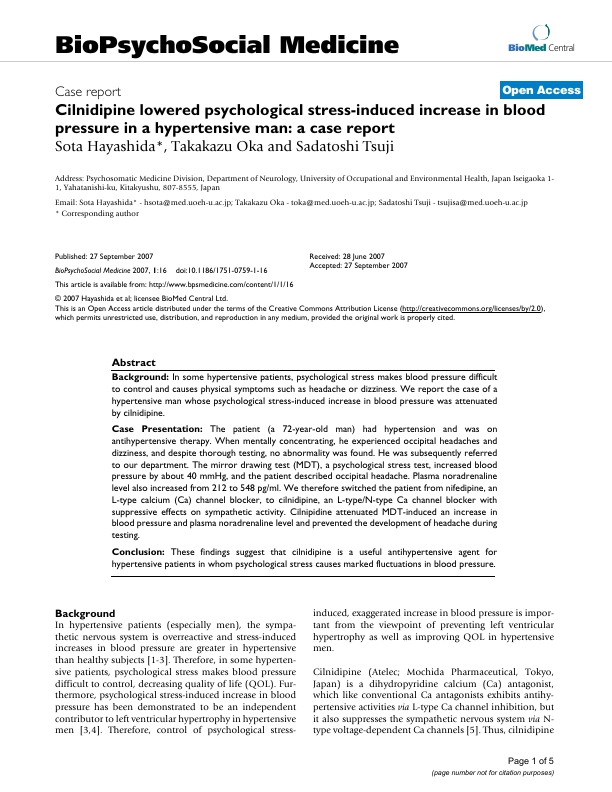 BioPsychoSocial Medicine
BioMed Central
Case report
Open Access
Cilnidipine lowered psychological stress-induced increase in blood
pressure in a hypertensive man: a case report
Sota Hayashida*, Takakazu Oka and Sadatoshi Tsuji
Address: Psychosomatic Medicine Division, Department of Neurology, University of Occupational and Environmental Health, Japan Iseigaoka 1-
1, Yahatanishi-ku, Kitakyushu, 807-8555, Japan
Email: Sota Hayashida* - hsota@med.uoeh-u.ac.jp; Takakazu Oka - toka@med.uoeh-u.ac.jp; Sadatoshi Tsuji - tsujisa@med.uoeh-u.ac.jp
* Corresponding author
Published: 27 September 2007
BioPsychoSocial Medicine 2007, 1:16 doi:10.1186/1751-0759-1-16
This article is available from: http://www.bpsmedicine.com/content/1/1/16
Received: 28 June 2007
Accepted: 27 September 2007
© 2007 Hayashida et al; licensee BioMed Central Ltd.
This is an Open Access article distributed under the terms of the Creative Commons Attribution License (http://creativecommons.org/licenses/by/2.0),
which permits unrestricted use, distribution, and reproduction in any medium, provided the original work is properly cited.
Abstract
Background: In some hypertensive patients, psychological stress makes blood pressure difficult
to control and causes physical symptoms such as headache or dizziness. We report the case of a
hypertensive man whose psychological stress-induced increase in blood pressure was attenuated
by cilnidipine.
Case Presentation: The patient (a 72-year-old man) had hypertension and was on
antihypertensive therapy. When mentally concentrating, he experienced occipital headaches and
dizziness, and despite thorough testing, no abnormality was found. He was subsequently referred
to our department. The mirror drawing test (MDT), a psychological stress test, increased blood
pressure by about 40 mmHg, and the patient described occipital headache. Plasma noradrenaline
level also increased from 212 to 548 pg/ml. We therefore switched the patient from nifedipine, an
L-type calcium (Ca) channel blocker, to cilnidipine, an L-type/N-type Ca channel blocker with
suppressive effects on sympathetic activity. Cilnipidine attenuated MDT-induced an increase in
blood pressure and plasma noradrenaline level and prevented the development of headache during
testing.
Conclusion: These findings suggest that cilnidipine is a useful antihypertensive agent for
hypertensive patients in whom psychological stress causes marked fluctuations in blood pressure.
Background
In hypertensive patients (especially men), the sympa-
thetic nervous system is overreactive and stress-induced
increases in blood pressure are greater in hypertensive
than healthy subjects [1-3]. Therefore, in some hyperten-
sive patients, psychological stress makes blood pressure
difficult to control, decreasing quality of life (QOL). Fur-
thermore, psychological stress-induced increase in blood
pressure has been demonstrated to be an independent
contributor to left ventricular hypertrophy in hypertensive
men [3,4]. Therefore, control of psychological stress-
induced, exaggerated increase in blood pressure is impor-
tant from the viewpoint of preventing left ventricular
hypertrophy as well as improving QOL in hypertensive
men.
Cilnidipine (Atelec; Mochida Pharmaceutical, Tokyo,
Japan) is a dihydropyridine calcium (Ca) antagonist,
which like conventional Ca antagonists exhibits antihy-
pertensive activities via L-type Ca channel inhibition, but
it also suppresses the sympathetic nervous system via N-
type voltage-dependent Ca channels [5]. Thus, cilnidipine
Page 1 of 5
(page number not for citation purposes)